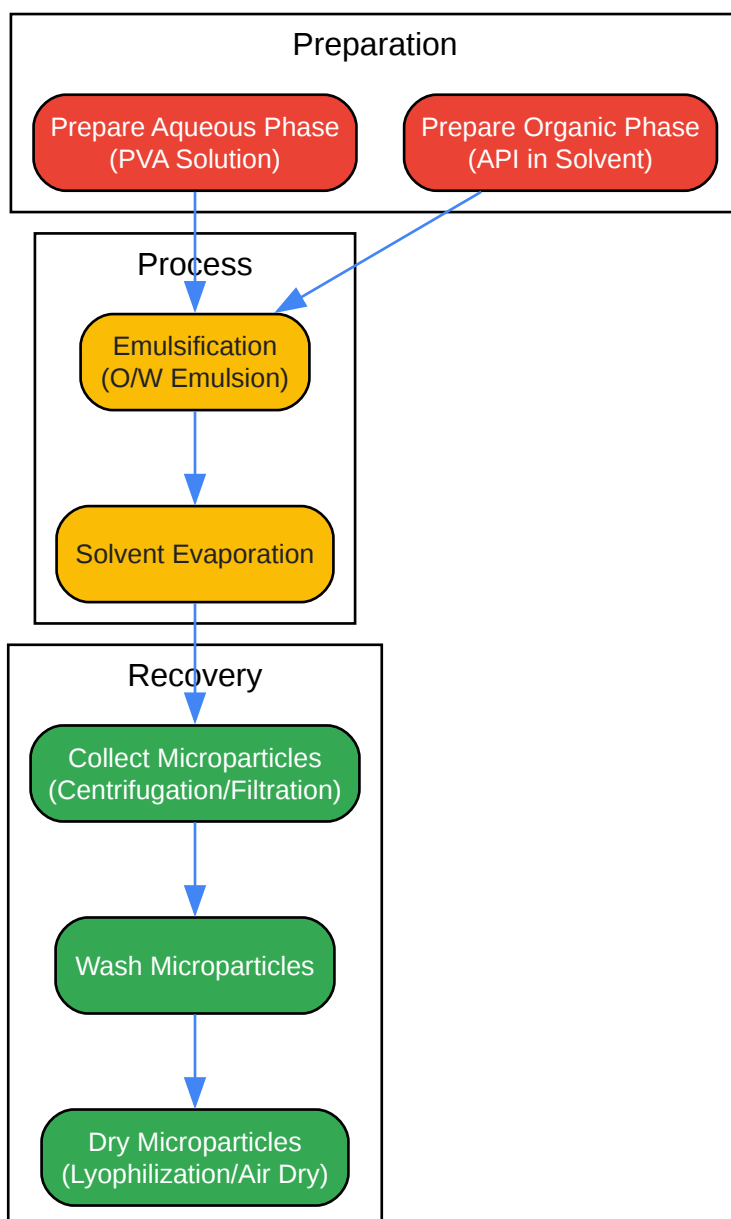 Preparation
Prepare Aqueous Phase
(PVA Solution)
Prepare Organic Phase
(API in Solvent)
Process
Emulsification
(O/W Emulsion)
Solvent Evaporation
Recovery
Collect Microparticles
(Centrifugation/Filtration)
Wash Microparticles
Dry Microparticles
(Lyophilization/Air Dry)